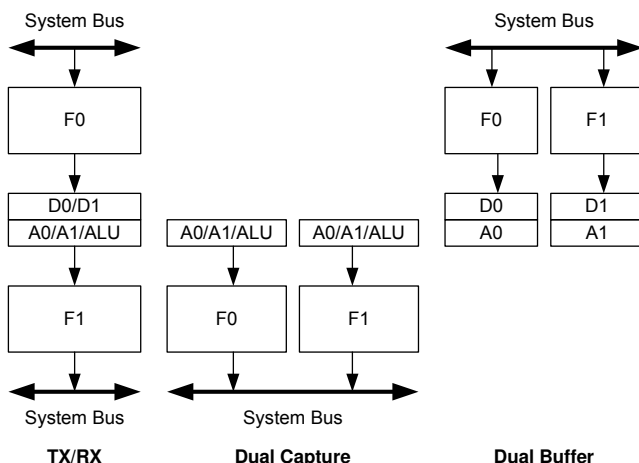 System Bus
System Bus
F0
F0
F1
D0/D1
A0/A1/ALU
A0/A1/ALU
A0/A1/ALU
D0
D1
A0
A1
F1
F0
F1
System Bus
System Bus
TX/RX
Dual Capture
Dual Buffer